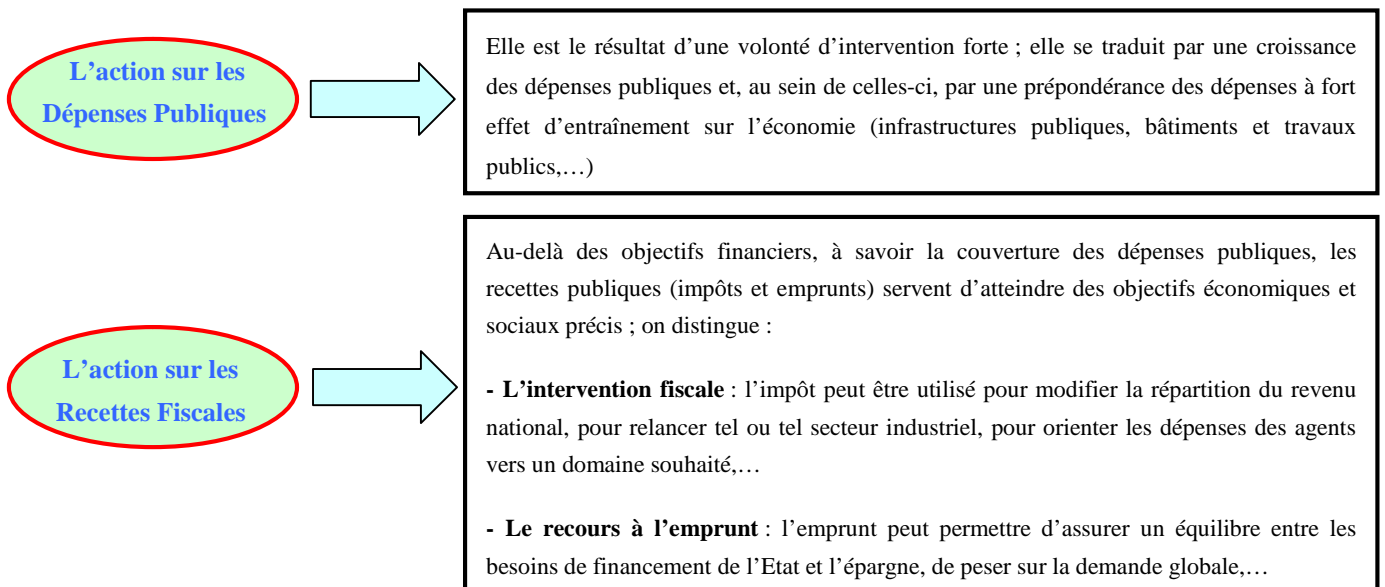 L’action sur les
Dépenses Publiques
Elle est le résultat d’une volonté d’intervention forte ; elle se traduit par une croissance
des dépenses publiques et, au sein de celles-ci, par une prépondérance des dépenses à fort
effet d’entraînement sur l’économie (infrastructures publiques, bâtiments et travaux
publics,…)
L’action sur les
Recettes Fiscales
Au-delà des objectifs financiers, à savoir la couverture des dépenses publiques, les
recettes publiques (impôts et emprunts) servent d’atteindre des objectifs économiques et
sociaux précis ; on distingue :
- L’intervention fiscale : l’impôt peut être utilisé pour modifier la répartition du revenu
national, pour relancer tel ou tel secteur industriel, pour orienter les dépenses des agents
vers un domaine souhaité,…
- Le recours à l’emprunt : l’emprunt peut permettre d’assurer un équilibre entre les
besoins de financement de l’Etat et l’épargne, de peser sur la demande globale,…